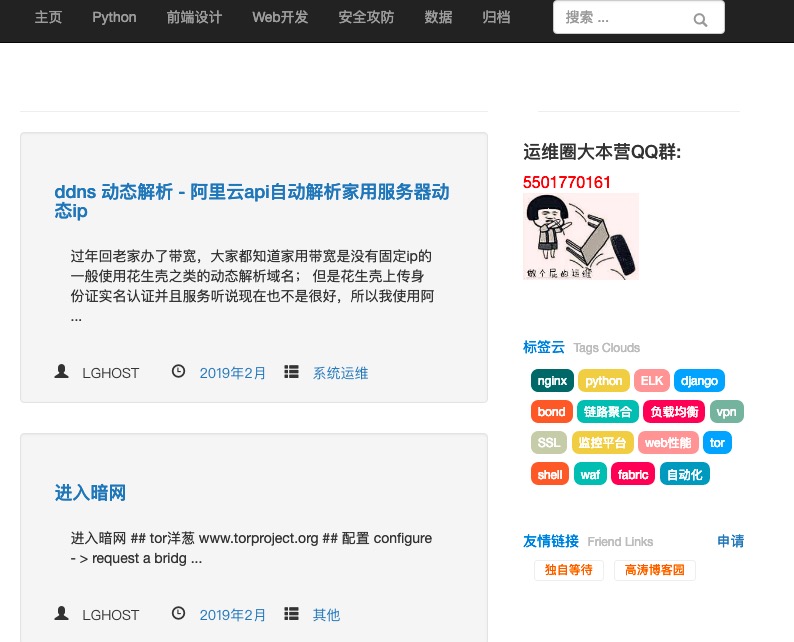 主页 Python 前端设计 Web开发 安全攻防 数据 归档 搜索 ...
ddns 动态解析 - 阿里云api自动解析家用服务器动
态ip
过年回老家办了带宽，大家都知道家用带宽是没有固定ip的
一般使用花生壳之类的动态解析域名； 但是花生壳上传身
份证实名认证并且服务听说现在也不是很好，所以我使用阿
...
LGHOST 2019年2月 系统运维
进入暗网
进入暗网 ## tor洋葱 www.torproject.org ## 配置 configure
- > request a bridg ...
LGHOST 2019年2月 其他
运维圈大本营QQ群:
5501770161
做个屁的运维
标签云 Tags Clouds
nginx python ELK django
bond 链路聚合 负载均衡 vpn
SSL 监控平台 web性能 tor
shell waf fabric 自动化
友情链接 Friend Links 申请
独自等待 高涛博客园